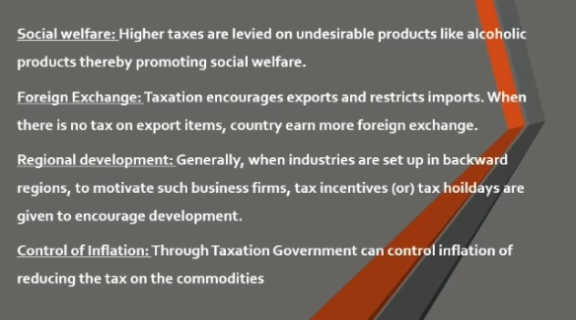 Social welfare: Higher taxes are levied on undesirable products like alcoholic
products thereby promoting social welfare.
Foreign Exchange: Taxation encourages exports and restricts imports. When
there is no tax on export items, country earn more foreign exchange.
Regional development: Generally, when industries are set up in backward
regions, to motivate such business firms, tax incentives (or) tax hoildays are
given to encourage development.
Control of Inflation: Through Taxation Government can control inflation of
reducing the tax on the commodities